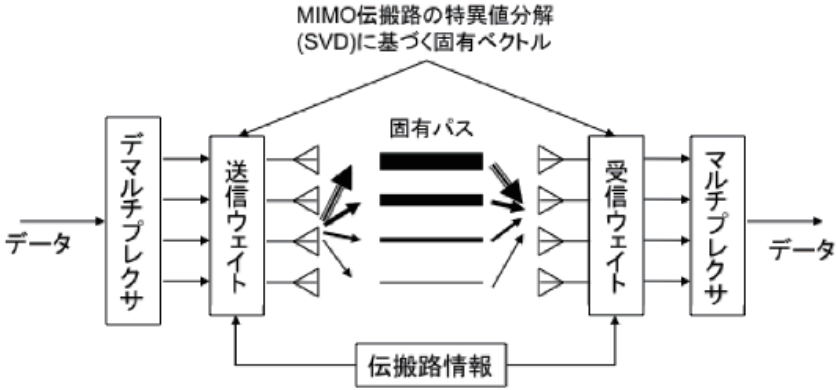 MIMO伝搬路の特異値分解
(SVD)に基づく固有ベクトル
固有パス
データ
デマルチプレクサ
送信ウェイト
受信ウェイト
マルチプレクサ
データ
伝搬路情報